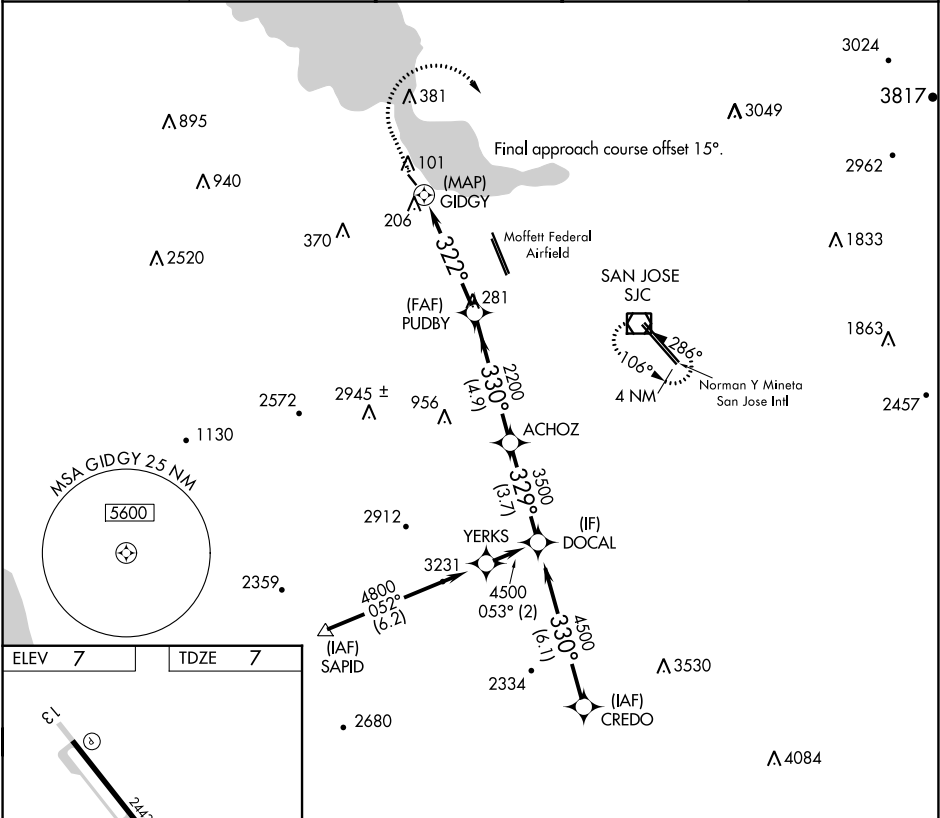 3024
3817
381
3049
895
Final approach course offset 15°.
101
2962
(MAP)
GIDGY
940
206
370
Moffett Federal
Airfield
1833
2520
322°
SAN JOSE
SJC
281
(FAF)
PUDBY
286°
106°
1863
2200
330°
(4.9)
4 NM
Norman Y Mineta
San Jose Intl
2945 ±
2572
956
2457
1130
ACHOZ
MSA GIDGY 25 NM
5600
3500
329°
(3.7)
2912
YERKS
(IF)
DOCAL
3231
2359
4800
052°
(6.2)
4500
053° (2)
4500
330°
(6.1)
(IAF)
SAPID
ELEV 7
TDZE 7
3530
2334
(IAF)
CREDO
2680
13
P
4084